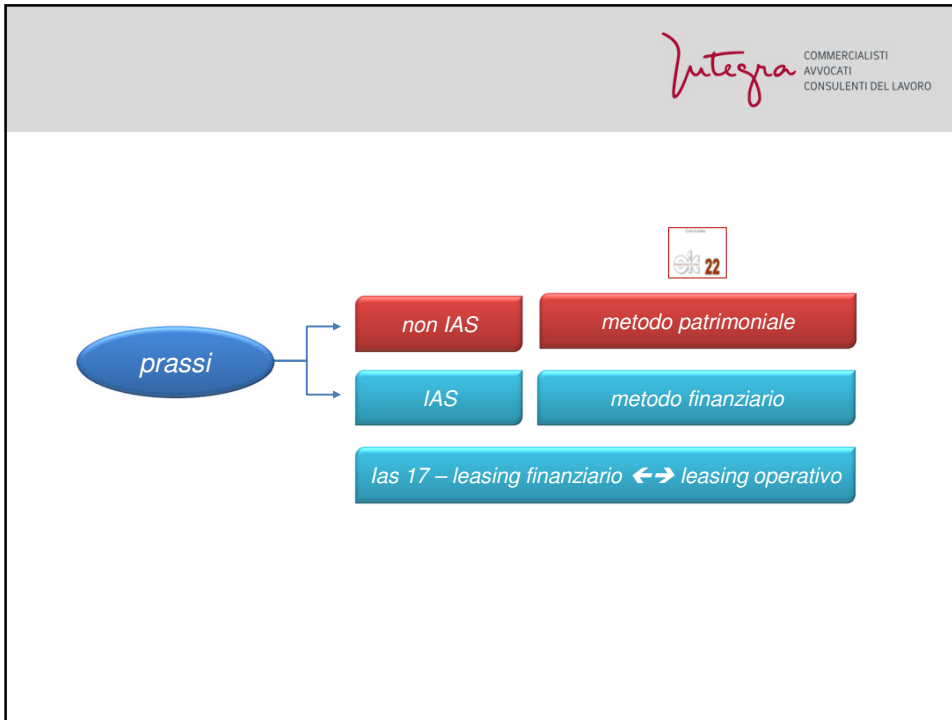 Integra
COMMERCIALISTI
AVVOCATI
CONSULENTI DEL LAVORO
22
non IAS
metodo patrimoniale
prassi
IAS
metodo finanziario
Ias 17 – leasing finanziario 🡨🡪 leasing operativo